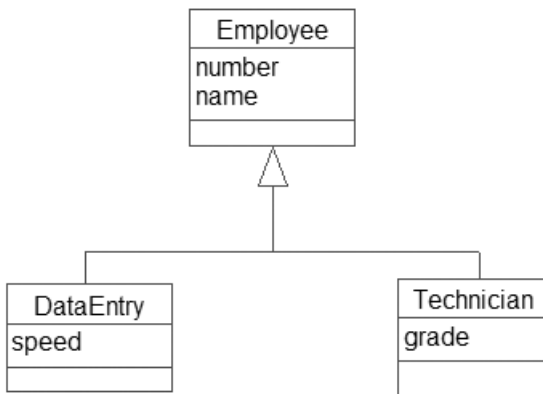 Employee
number
name
DataEntry
speed
Technician
grade